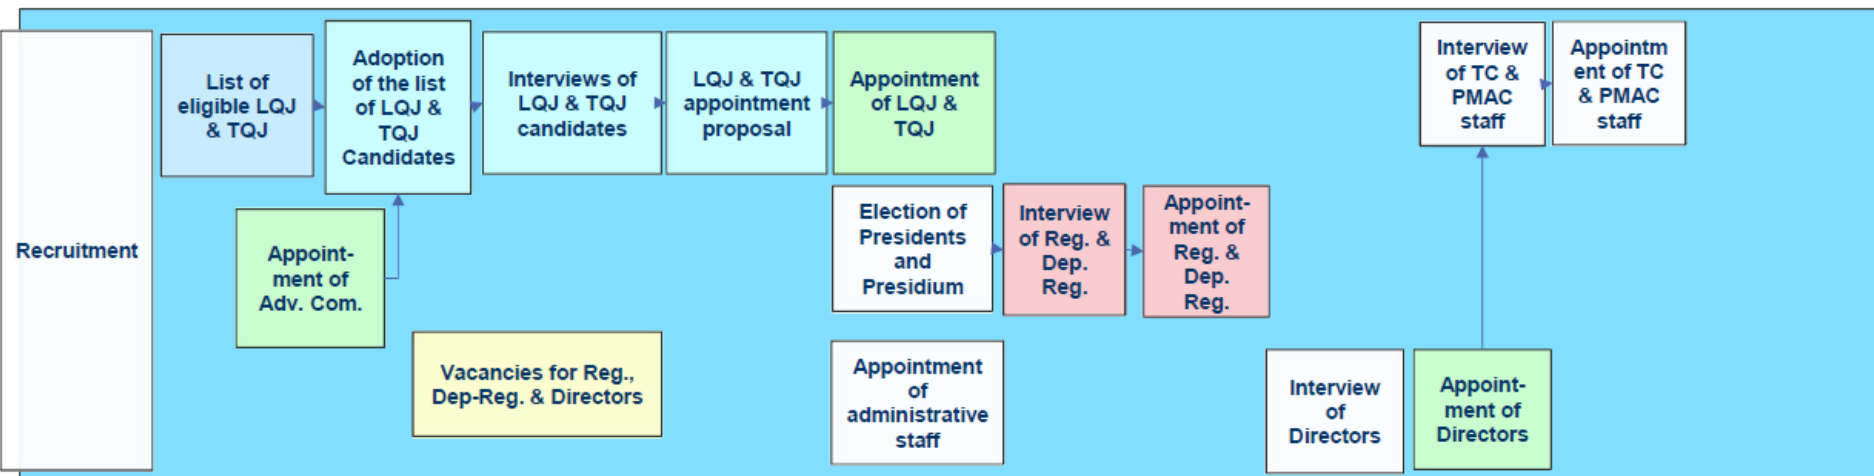 Recruitment
List of
eligible LQJ
& TQJ
Adoption
of the list
of LQJ &
TQJ
Candidates
Interviews of
LQJ & TQJ
candidates
LQJ & TQJ
appointment
proposal
Appointment
of LQJ &
TQJ
Interview
of TC &
PMAC
staff
Appointm
ent of TC
& PMAC
staff
Appoint-
ment of
Adv. Com.
Election of
Presidents
and
Presidium
Interview
of Reg. &
Dep.
Reg.
Appoint-
ment of
Reg. &
Dep.
Reg.
Vacancies for Reg.,
Dep-Reg. & Directors
Appointment
of
administrative
staff
Interview
of
Directors
Appoint-
ment of
Directors